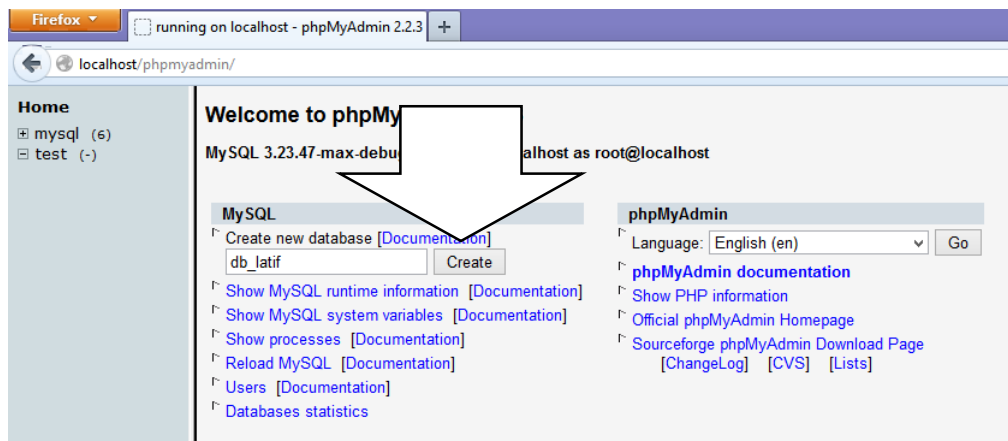 Firefox
running on localhost - phpMyAdmin 2.2.3
localhost/phpmyadmin/
Home
mysql (6)
test (-)
Welcome to phpMy
MySQL 3.23.47-max-debu alhost as root@localhost
MySQL
Create new database [Documentation]
db_latif Create
Show MySQL runtime information [Documentation]
Show MySQL system variables [Documentation]
Show processes [Documentation]
Reload MySQL [Documentation]
Users [Documentation]
Databases statistics
phpMyAdmin
Language: English (en) Go
phpMyAdmin documentation
Show PHP information
Official phpMyAdmin Homepage
Sourceforge phpMyAdmin Download Page
[ChangeLog] [CVS] [Lists]